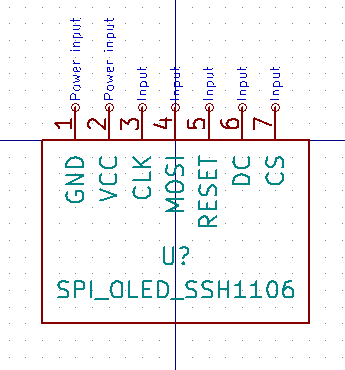 Power input
Power input
Input
Input
Input
Input
Input
1
2
3
4
5
6
7
GND
VCC
CLK
MOSI
RESET
DC
CS
U?
SPI_OLED_SSH1106